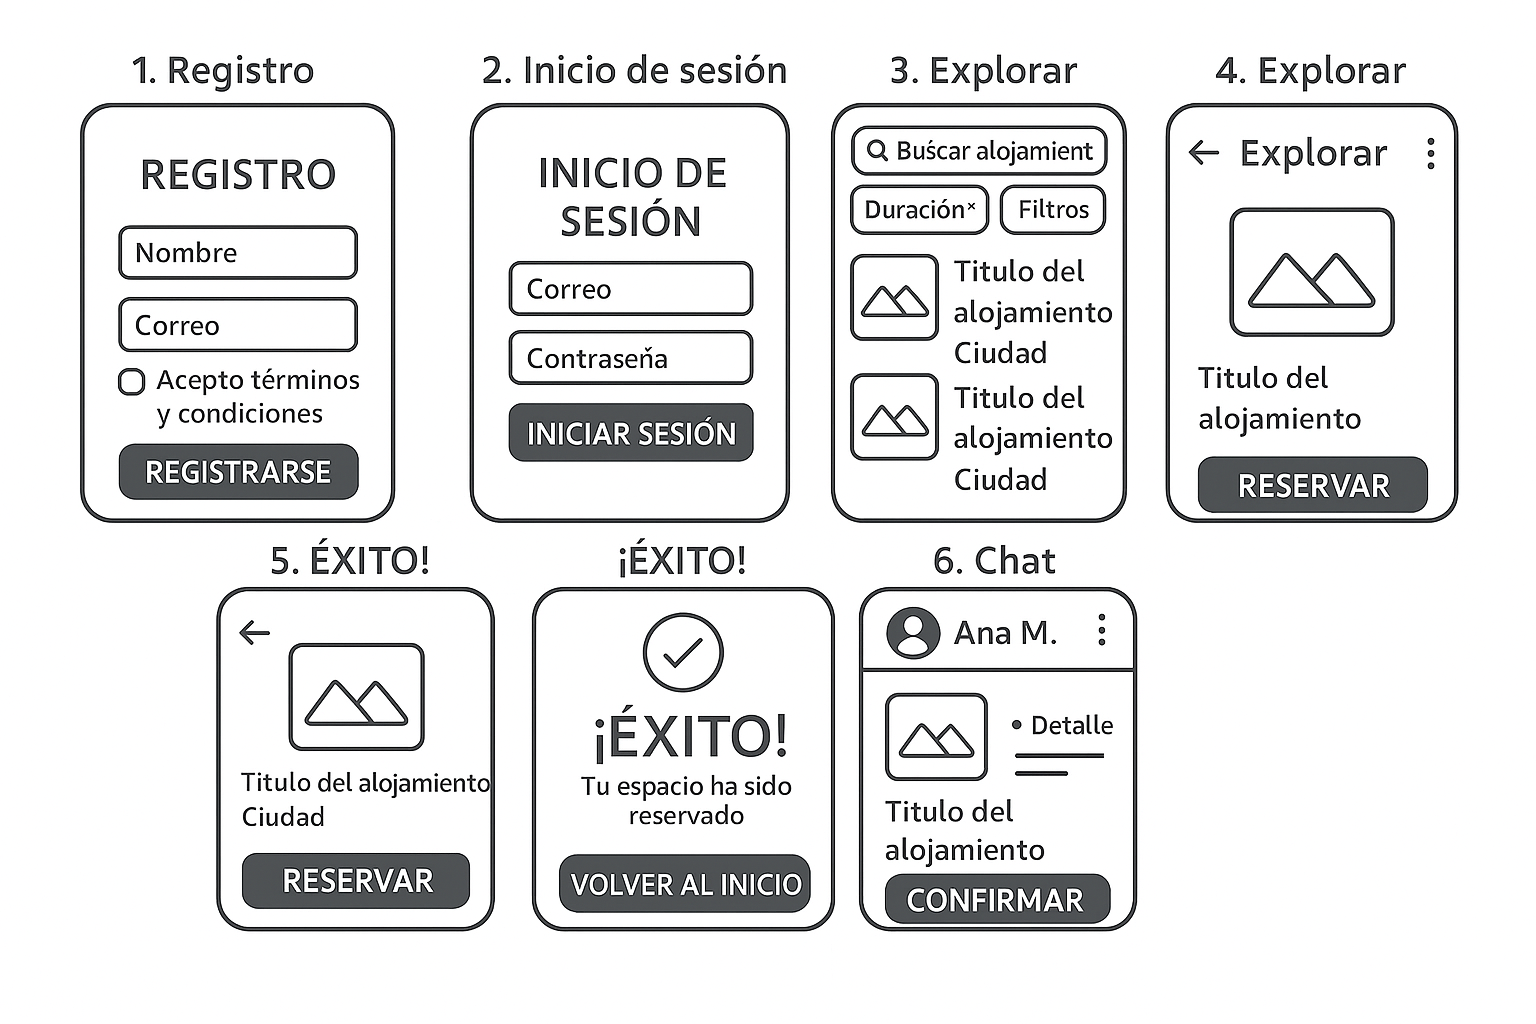 1. Registro
REGISTRO
Nombre
Correo
Acepto términos
y condiciones
REGISTRARSE
2. Inicio de sesión
INICIO DE
SESIÓN
Correo
Contraseňa
INICIAR SESIÓN
3. Explorar
Buścar alojamient
Duración×
Filtros
Titulo del
alojamiento
Ciudad
Titulo del
alojamiento
Ciudad
4. Explorar
← Explorar
Titulo del
alojamiento
RESERVAR
5. ÉXITO!
←
Titulo del alojamiento
Ciudad
RESERVAR
¡ÉXITO!
¡ÉXITO!
Tu espacio ha sido
reservado
VOLVER AL INICIO
6. Chat
Ana M.
• Detalle
Titulo del
alojamiento
CONFIRMAR